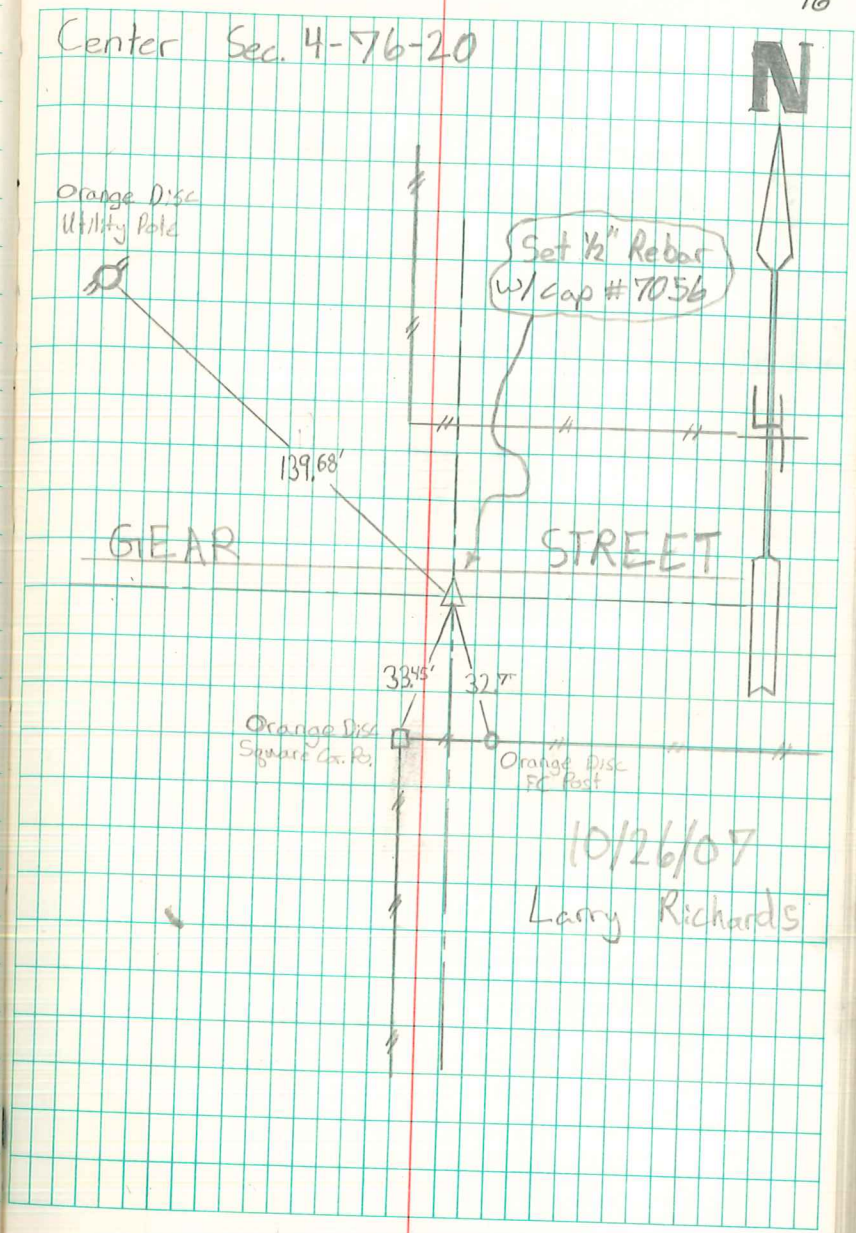 Center Sec. 4-76-20
N
Orange Disc
Utility Pole
Set 1/2" Rebar
w/ cap # 7056
139.68'
GEAR STREET
33.45' 32.7
Orange Disc
Square Cor. Po.
Orange Disc
FC Post
10/26/07
Larry Richards